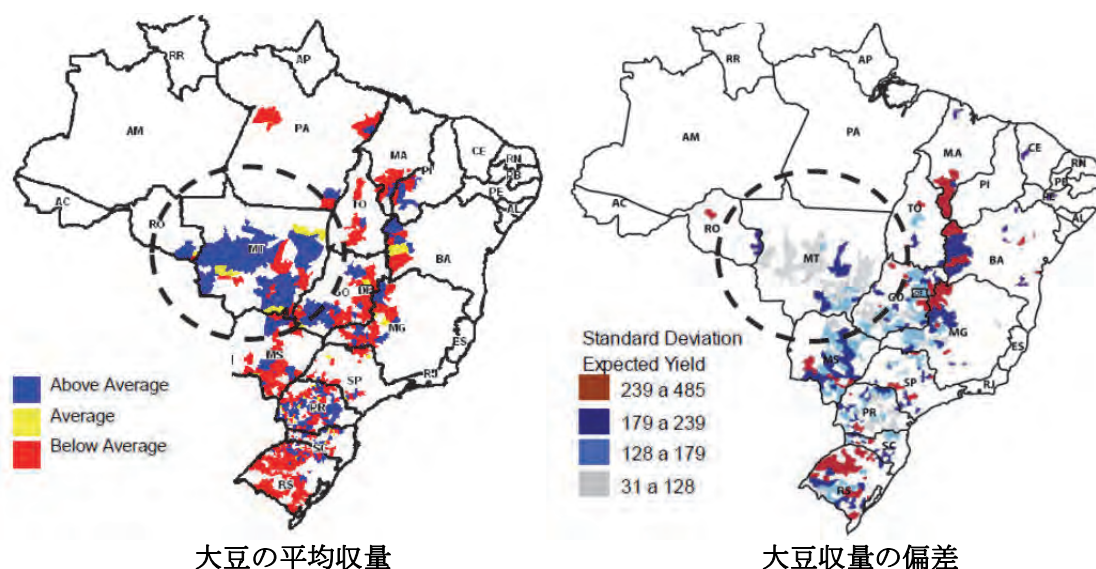 RR
AP
AM
PA
MA
CE
RN
PI
PB
PE
AL
AC
TO
RO
BA
MT
GO
DF
MG
ES
MS
SP
RJ
PR
SC
RS
Above Average
Average
Below Average
大豆の平均収量
RR
AP
AM
PA
MA
CE
RN
PB
PI
AC
TO
AL
RO
BA
MT
GO
MG
ES
MS
SP
RJ
PR
SC
RS
Standard Deviation
Expected Yield
239 a 485
179 a 239
128 a 179
31 a 128
大豆収量の偏差